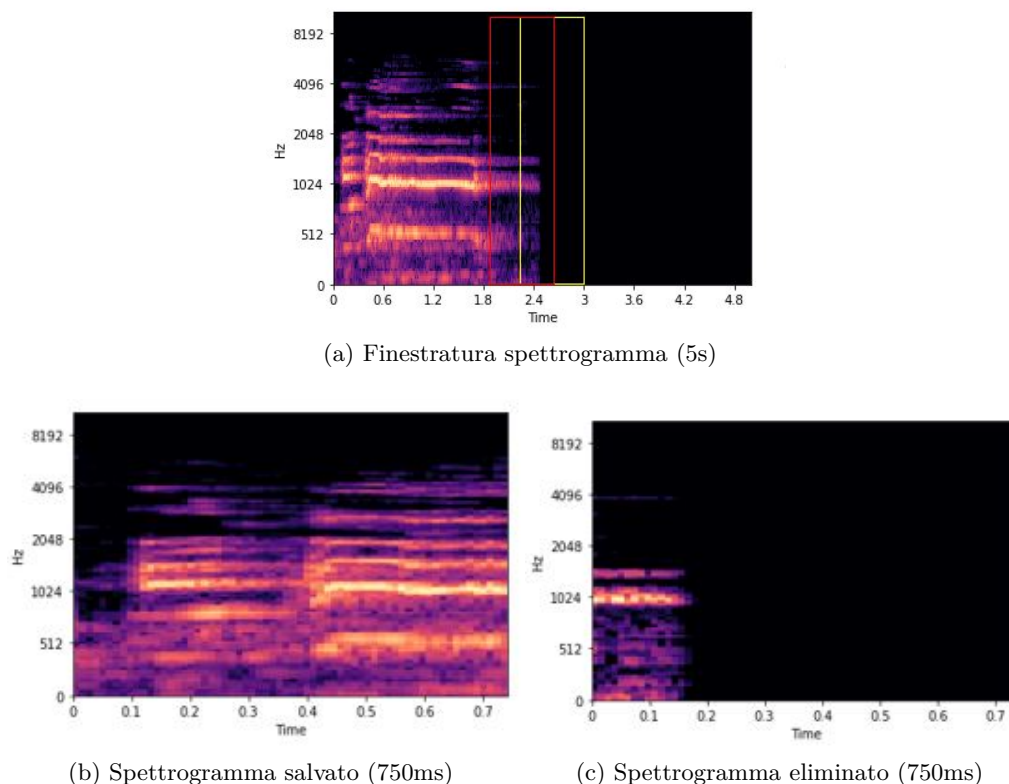 8192
4096
2048
1024
512
0
Hz
0 0.6 1.2 1.8 2.4 3 3.6 4.2 4.8
Time
(a) Finestratura spettrogramma (5s)
8192
4096
2048
1024
512
0
Hz
0 0.1 0.2 0.3 0.4 0.5 0.6 0.7
Time
(b) Spettrogramma salvato (750ms)
8192
4096
2048
1024
512
0
Hz
0 0.1 0.2 0.3 0.4 0.5 0.6 0.7
Time
(c) Spettrogramma eliminato (750ms)